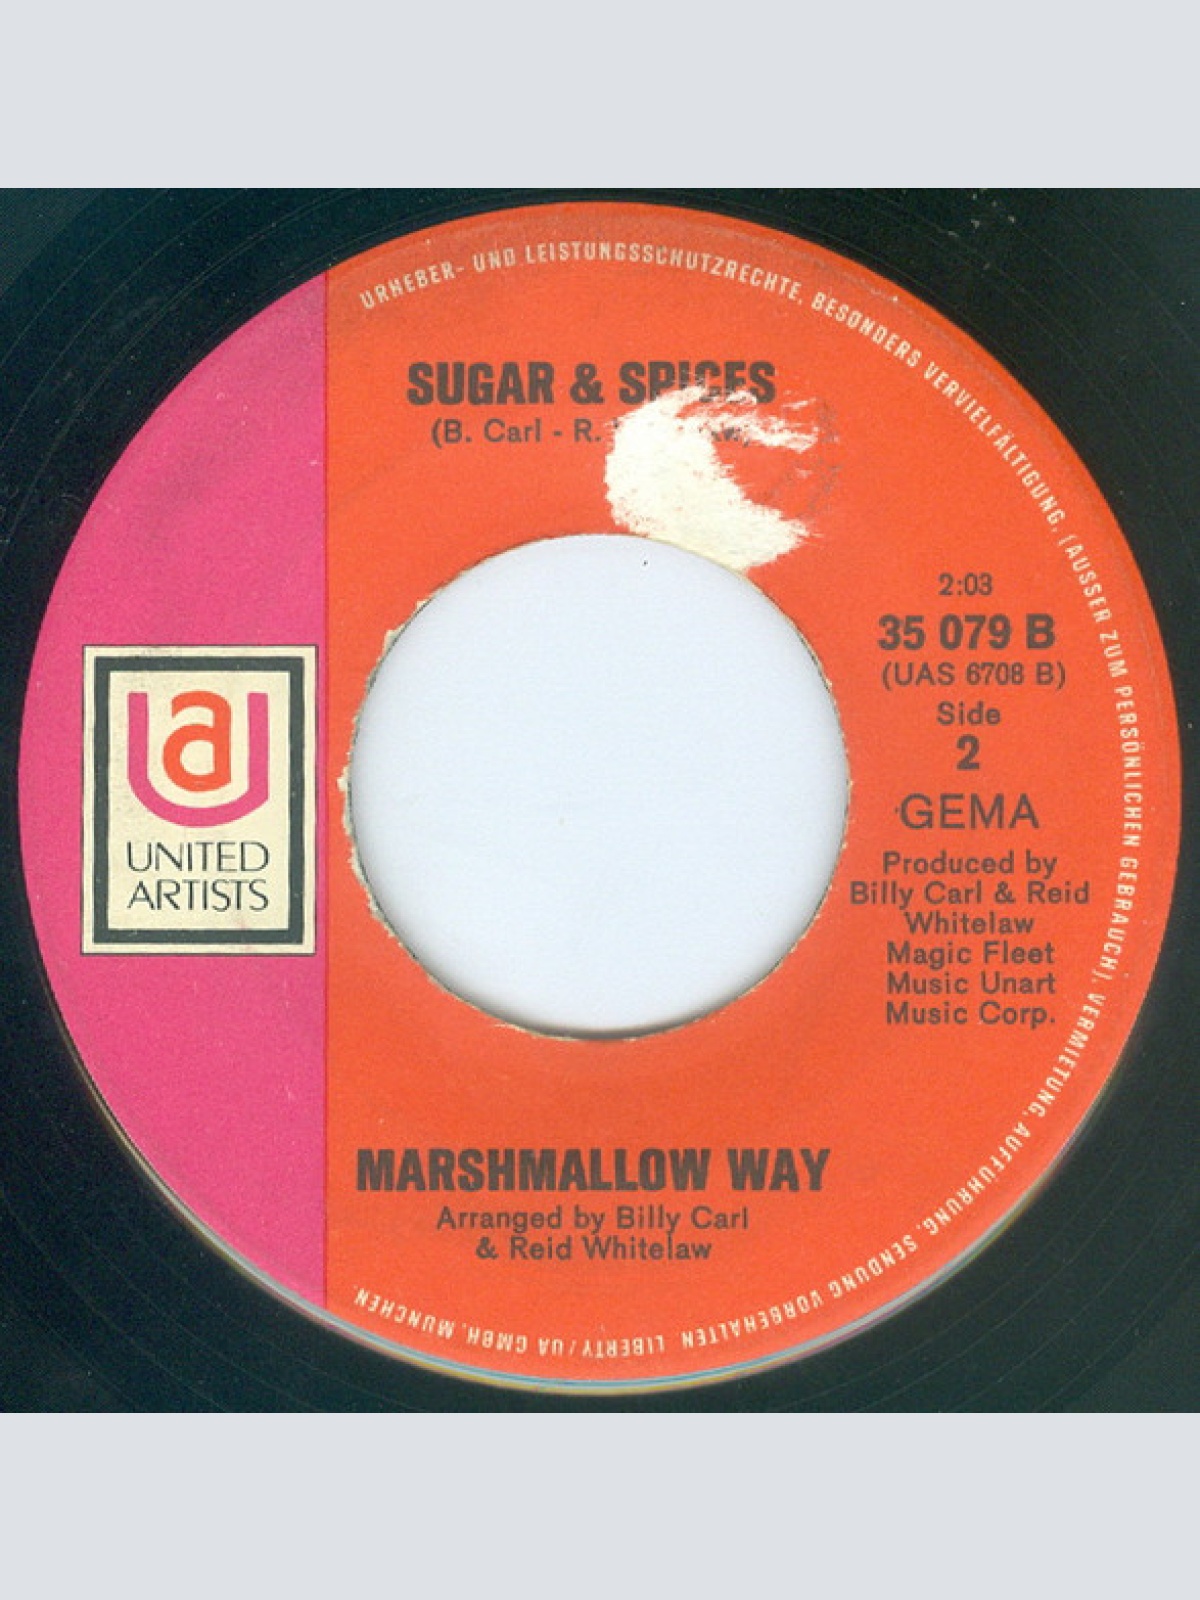 URHEBER- UND LEISTUNGSSCHUTZRECHTE, BESONDERS VERVIELFÄLTIGUNG, (AUSSER ZUM PERSÖNLICHEN GEBRAUCH), VERMIETUNG, AUFFÜHRUNG, SENDUNG VORBEHALTEN LIBERTY/UA GMBH, MÜNCHEN
SUGAR & SPICES
(B. Carl - R.
2:03
35 079 B
(UAS 6708 B)
Side
2
GEMA
Produced by
Billy Carl & Reid
Whitelaw
Magic Fleet
Music Unart
Music Corp.
ua
UNITED
ARTISTS
MARSHMALLOW WAY
Arranged by Billy Carl
& Reid Whitelaw